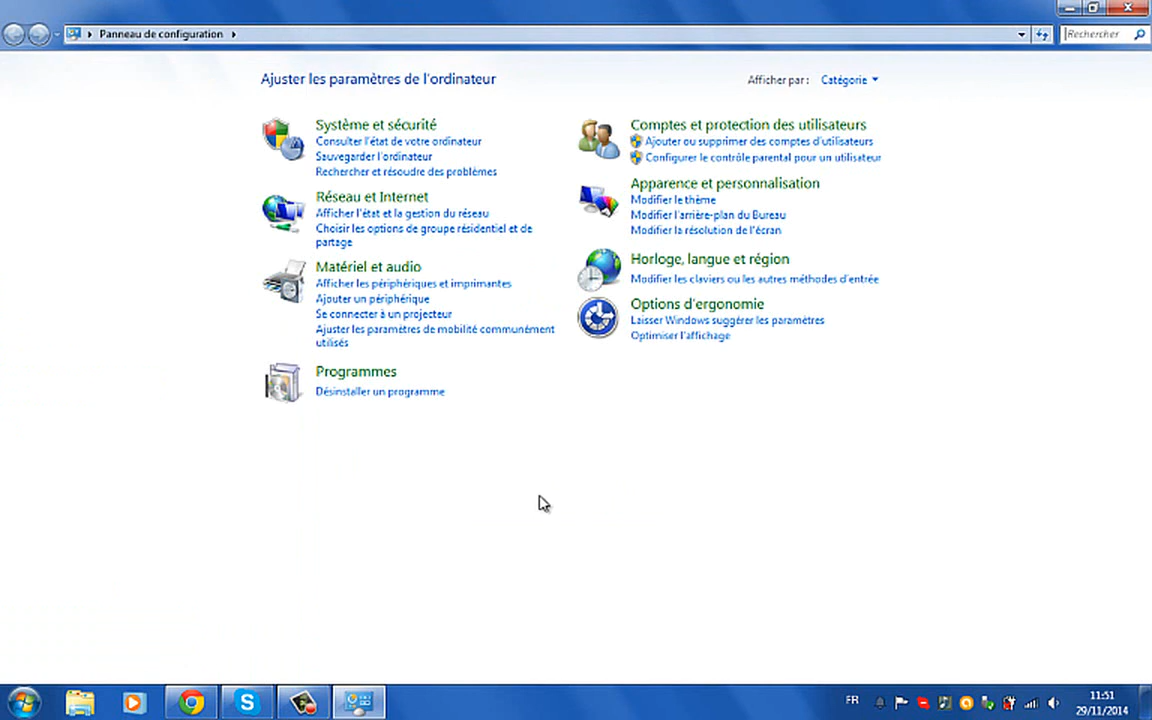 Panneau de configuration
Rechercher
Ajuster les paramètres de l'ordinateur
Afficher par : Catégorie
Système et sécurité
Consulter l'état de votre ordinateur
Sauvegarder l'ordinateur
Rechercher et résoudre des problèmes
Réseau et Internet
Afficher l'état et la gestion du réseau
Choisir les options de groupe résidentiel et de
partage
Matériel et audio
Afficher les périphériques et imprimantes
Ajouter un périphérique
Se connecter à un projecteur
Ajuster les paramètres de mobilité communément
utilisés
Programmes
Désinstaller un programme
Comptes et protection des utilisateurs
Ajouter ou supprimer des comptes d'utilisateurs
Configurer le contrôle parental pour un utilisateur
Apparence et personnalisation
Modifier le thème
Modifier l'arrière-plan du Bureau
Modifier la résolution de l'écran
Horloge, langue et région
Modifier les claviers ou les autres méthodes d'entrée
Options d'ergonomie
Laisser Windows suggérer les paramètres
Optimiser l'affichage
FR
11:51
29/11/2014